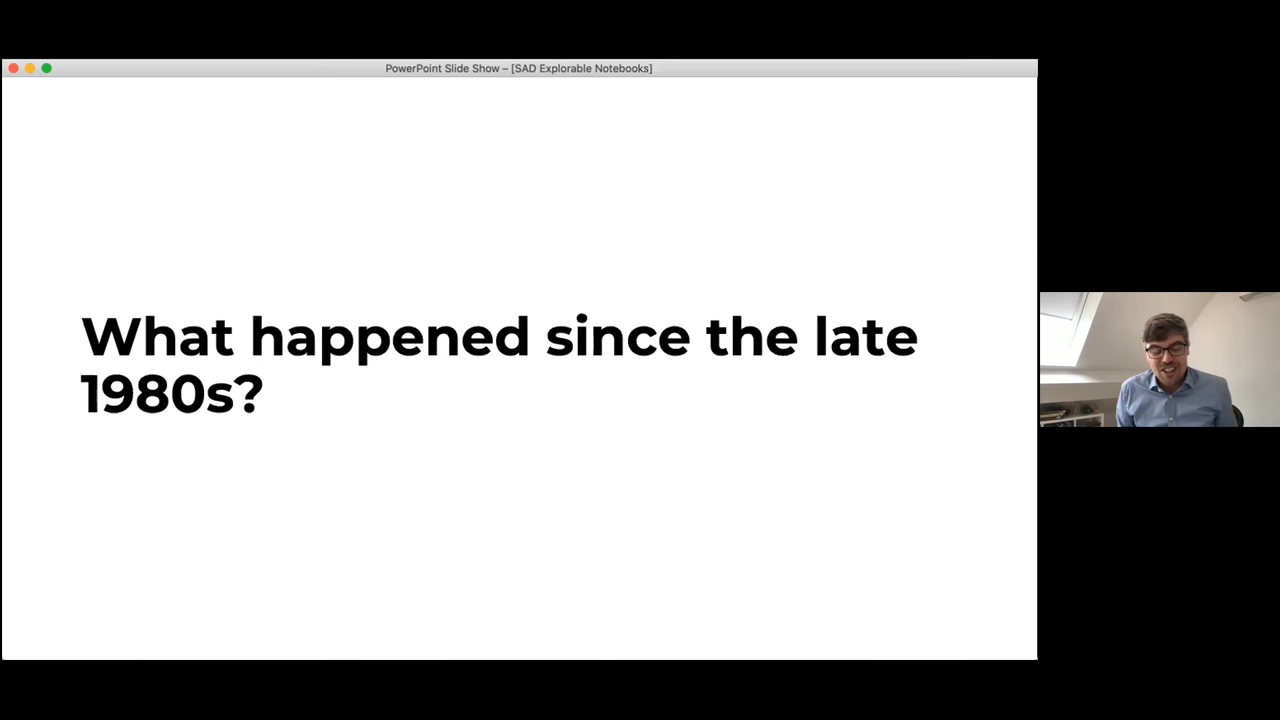 PowerPoint Slide Show – [SAD Explorable Notebooks]
What happened since the late
1980s?